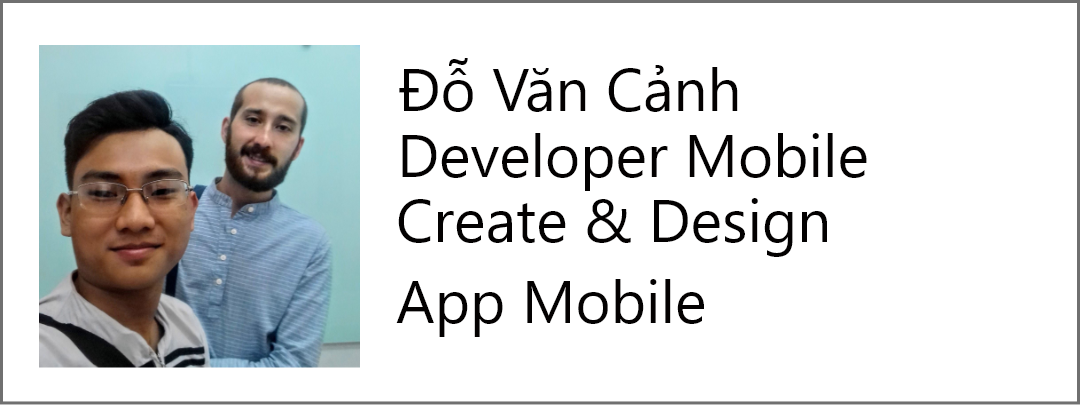 Đỗ Văn Cảnh
Developer Mobile
Create & Design
App Mobile